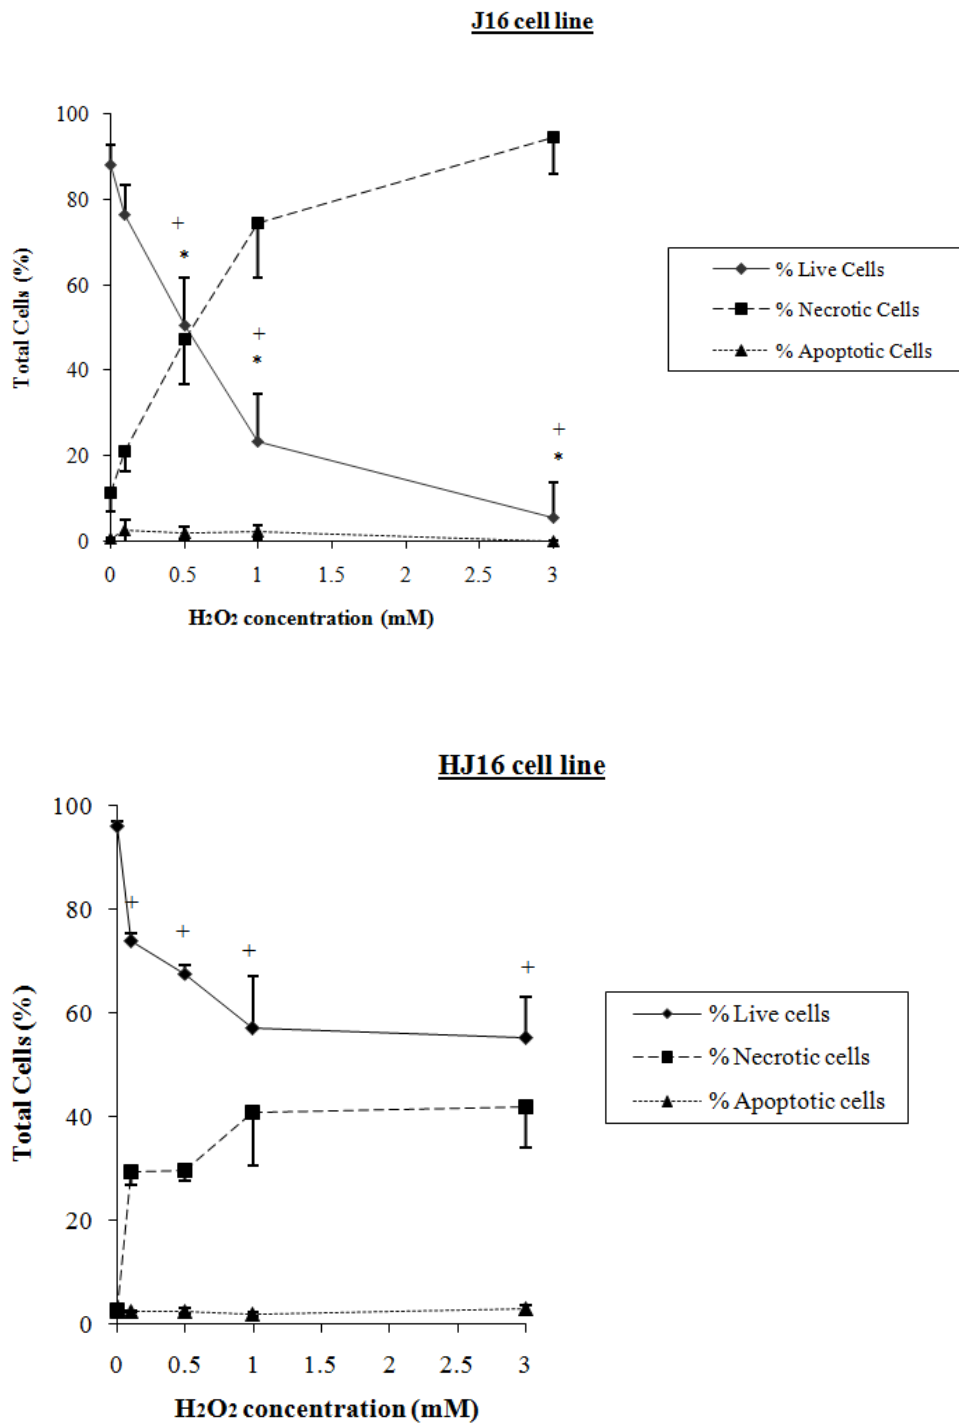 J16 cell line
100
80
60
40
20
0
Total Cells (%)
+
*
+
*
+
*
0 0.5 1 1.5 2 2.5 3
H2O2 concentration (mM)
% Live Cells
% Necrotic Cells
% Apoptotic Cells
HJ16 cell line
100
80
60
40
20
0
Total Cells (%)
+
+
+
+
0 0.5 1 1.5 2 2.5 3
H2O2 concentration (mM)
% Live cells
% Necrotic cells
% Apoptotic cells